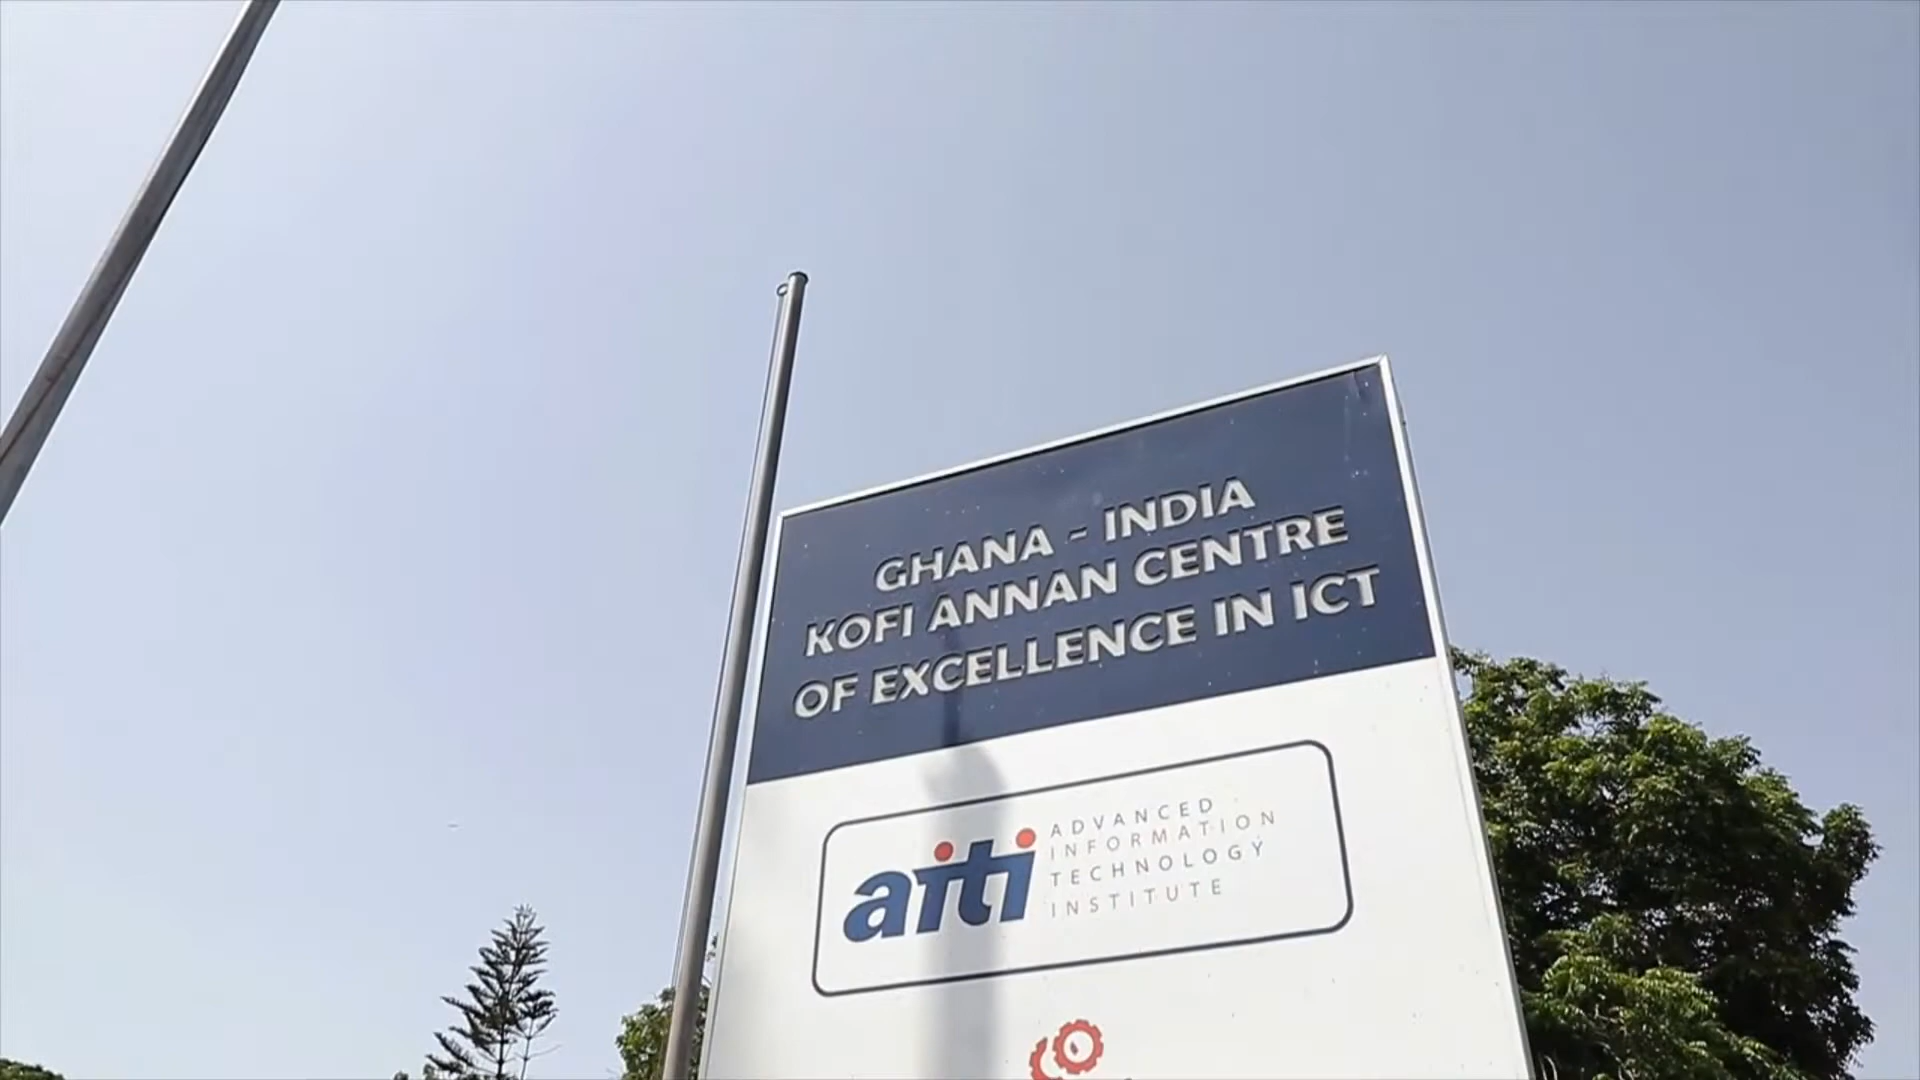 GHANA - INDIA
KOFI ANNAN CENTRE
OF EXCELLENCE IN ICT
aiti
ADVANCED
INFORMATION
TECHNOLOGY
INSTITUTE